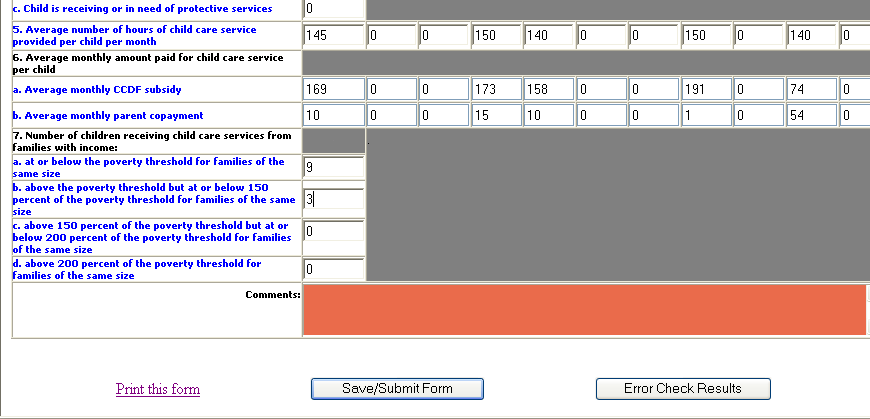 c. Child is receiving or in need of protective services 0
5. Average number of hours of child care service
provided per child per month 145 0 0 150 140 0 0 150 0 140 0
6. Average monthly amount paid for child care service
per child
a. Average monthly CCDF subsidy 169 0 0 173 158 0 0 191 0 74 0
b. Average monthly parent copayment 10 0 0 15 10 0 0 1 0 54 0
7. Number of children receiving child care services from
families with income:
a. at or below the poverty threshold for families of the
same size 9
b. above the poverty threshold but at or below 150
percent of the poverty threshold for families of the same
size 3
c. above 150 percent of the poverty threshold but at or
below 200 percent of the poverty threshold for families
of the same size 0
d. above 200 percent of the poverty threshold for
families of the same size 0
Comments:
Print this form Save/Submit Form Error Check Results